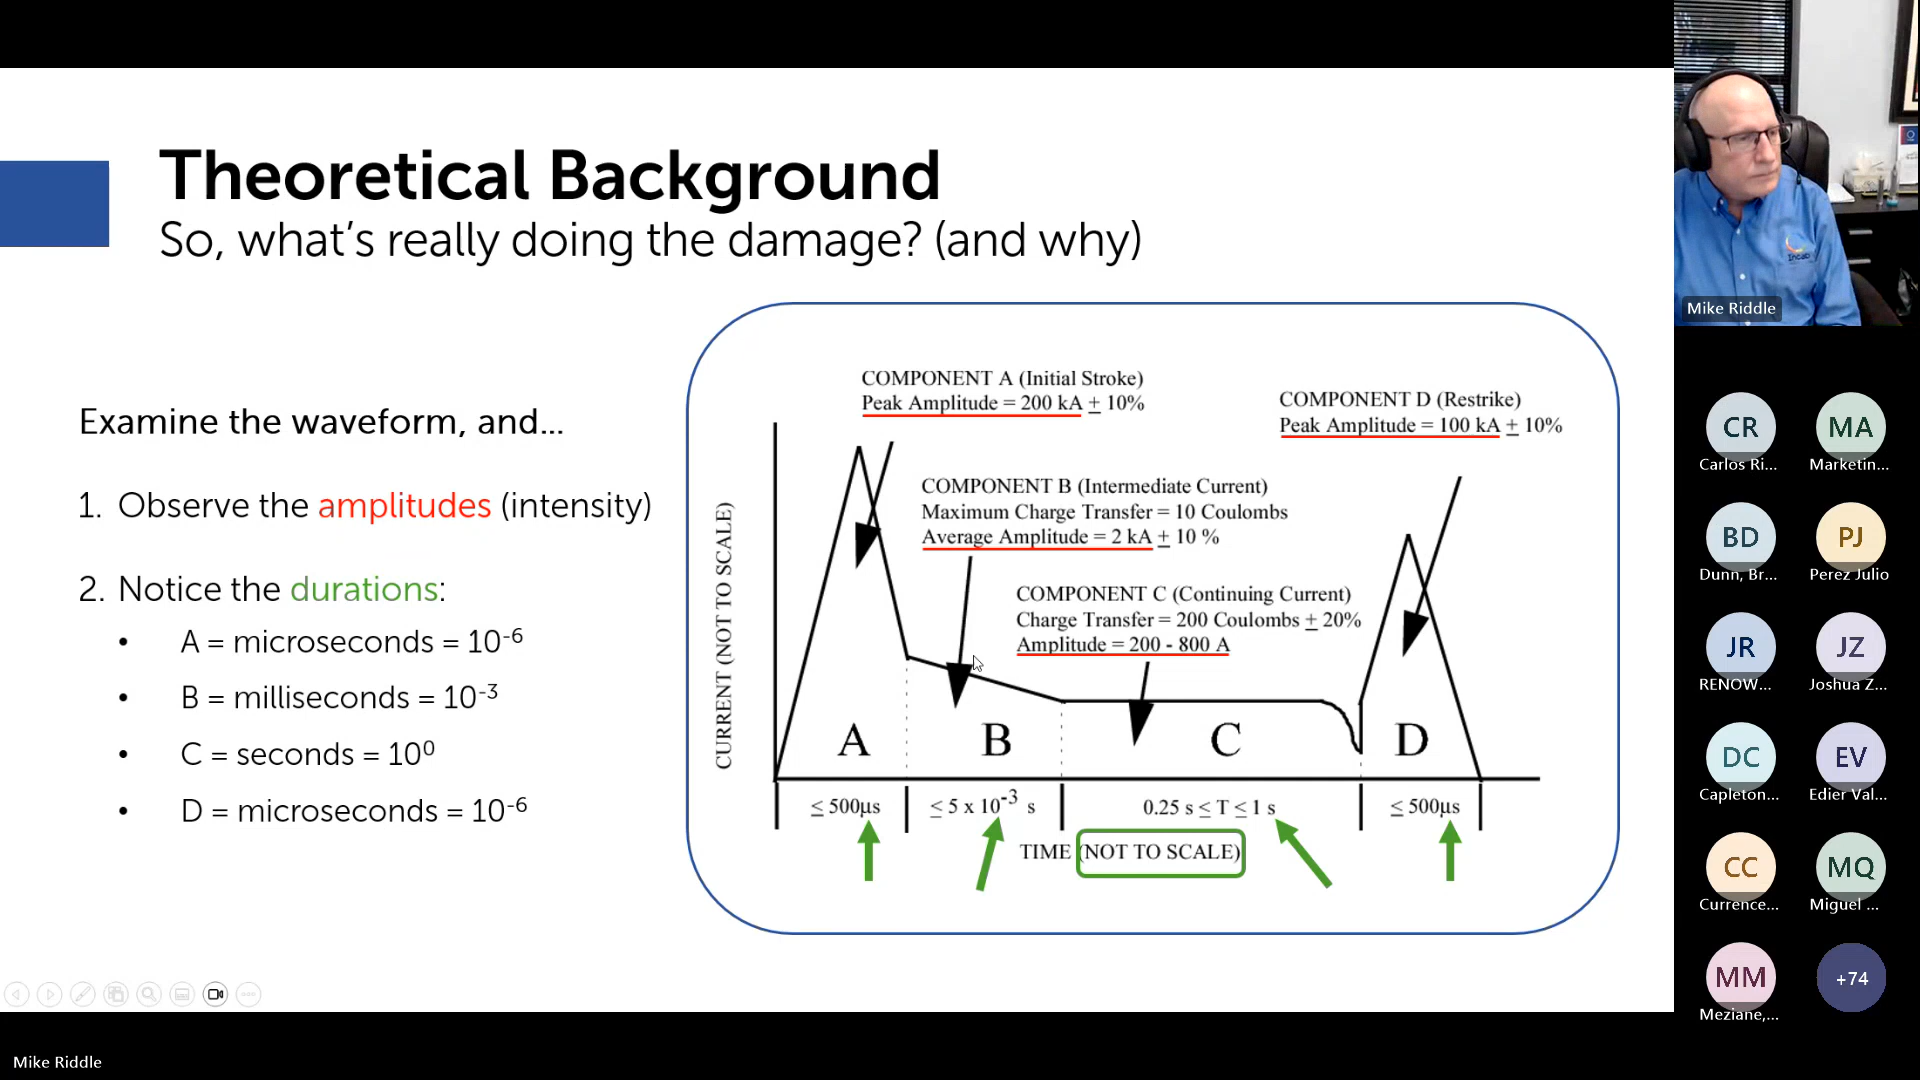 Theoretical Background
So, what's really doing the damage? (and why)
Examine the waveform, and...
1. Observe the amplitudes (intensity)
2. Notice the durations:
• A = microseconds = 10⁻⁶
• B = milliseconds = 10⁻³
• C = seconds = 10⁰
• D = microseconds = 10⁻⁶
COMPONENT A (Initial Stroke)
Peak Amplitude = 200 kA ± 10%
COMPONENT D (Restrike)
Peak Amplitude = 100 kA ± 10%
COMPONENT B (Intermediate Current)
Maximum Charge Transfer = 10 Coulombs
Average Amplitude = 2 kA ± 10 %
COMPONENT C (Continuing Current)
Charge Transfer = 200 Coulombs ± 20%
Amplitude = 200 - 800 A
CURRENT (NOT TO SCALE)
A B C D
≤ 500μs ≤ 5 x 10⁻³ s 0.25 s ≤ T ≤ 1 s ≤ 500μs
TIME (NOT TO SCALE)
Incab
Mike Riddle
CR MA
Carlos Ri... Marketin...
BD PJ
Dunn, Br... Perez Julio
JR JZ
RENOW... Joshua Z...
DC EV
Capleton... Edier Val...
CC MQ
Currence... Miguel ...
MM +74
Meziane,...
Mike Riddle